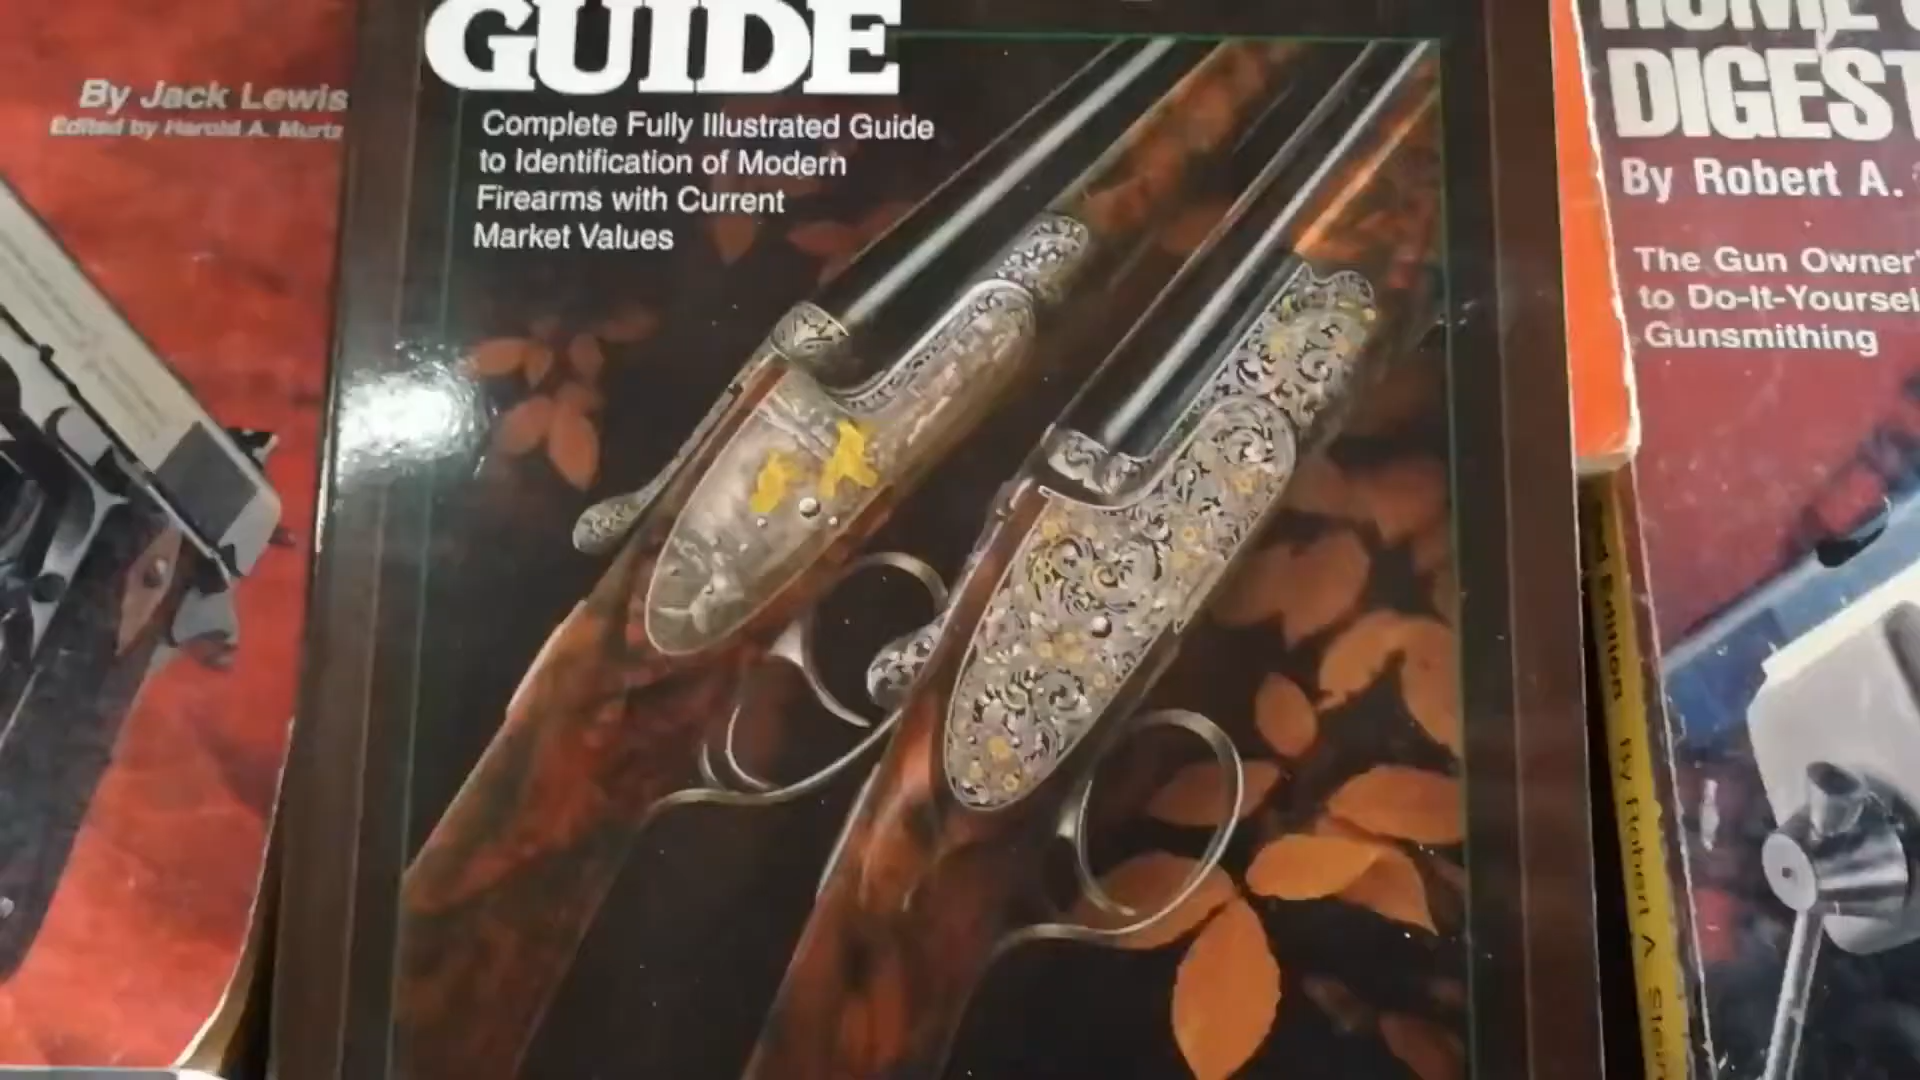 By Jack Lewis
Edited by Harold A. Murtz
GUIDE
Complete Fully Illustrated Guide
to Identification of Modern
Firearms with Current
Market Values
DIGEST
By Robert A.
The Gun Owner'
to Do-It-Yoursel
Gunsmithing
Edition By Robert A.